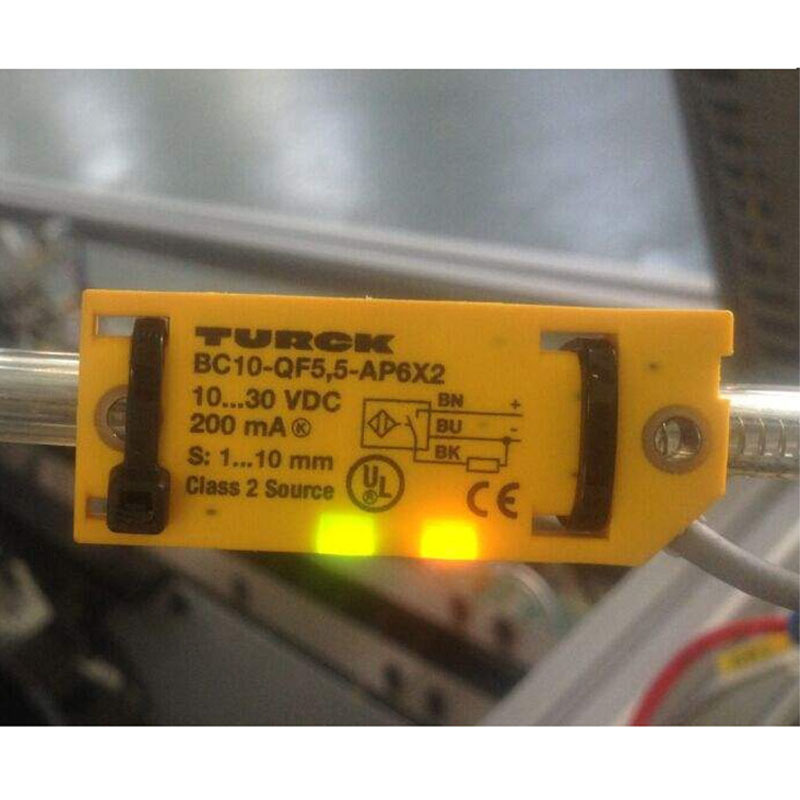 TURCK
BC10-QF5,5-AP6X2
10...30 VDC
200 mA Ⓚ
S: 1...10 mm
Class 2 Source
BN +
BU -
BK
UL
®
CE